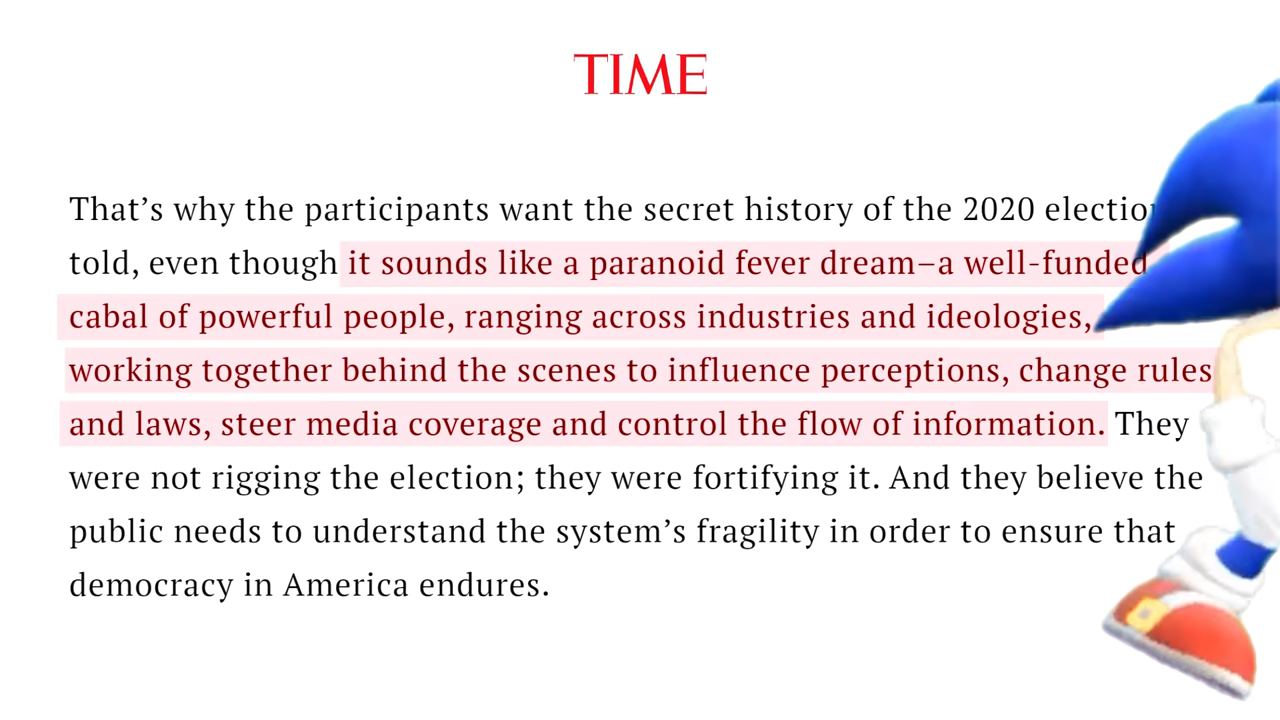 TIME
That’s why the participants want the secret history of the 2020 election
told, even though it sounds like a paranoid fever dream–a well-funded
cabal of powerful people, ranging across industries and ideologies,
working together behind the scenes to influence perceptions, change rules
and laws, steer media coverage and control the flow of information. They
were not rigging the election; they were fortifying it. And they believe the
public needs to understand the system’s fragility in order to ensure that
democracy in America endures.